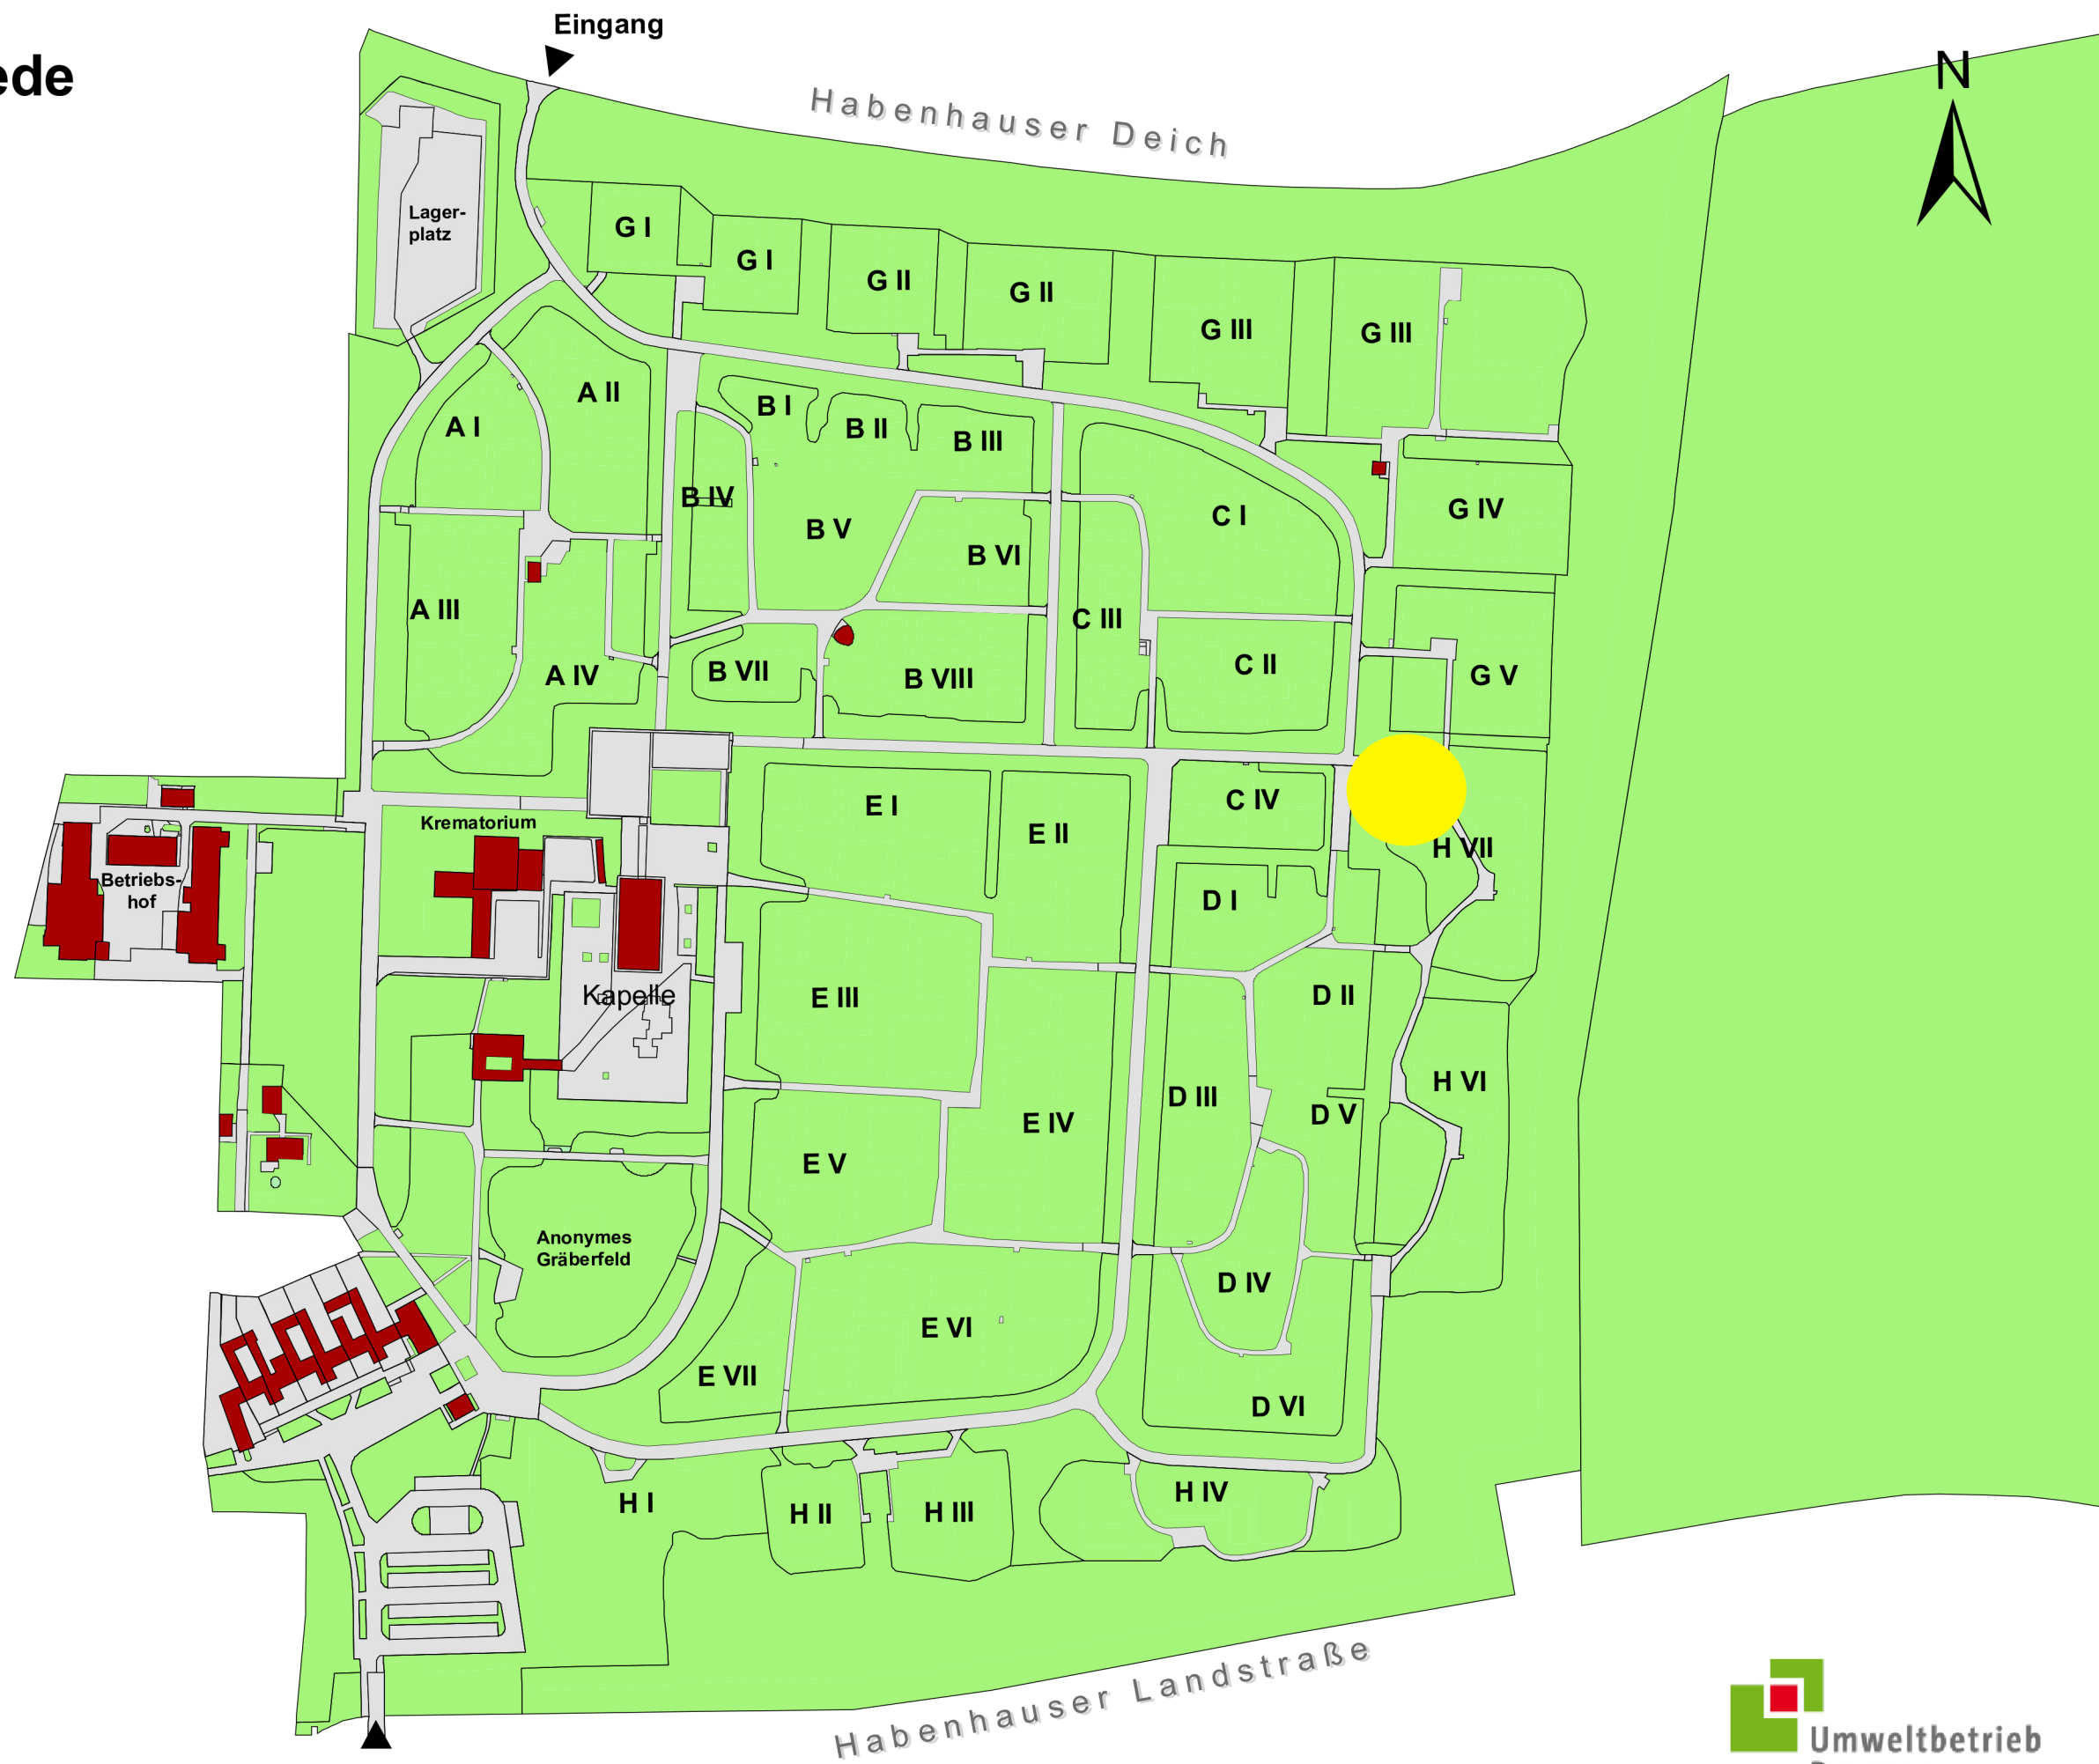 Eingang
ede
N
Habenhauser Deich
Lager-
platz
G I
G I
G II
G II
G III
G III
A II
A I
B I
B II
B III
B IV
G IV
C I
B V
B VI
A III
C III
C II
A IV
B VII
B VIII
G V
E I
C IV
Krematorium
E II
H VII
Betriebs-
hof
D I
Kapelle
E III
D II
H VI
D III
D V
E IV
E V
Anonymes
Gräberfeld
D IV
E VI
E VII
D VI
H IV
H I
H II
H III
Habenhauser Landstraße
Umweltbetrieb